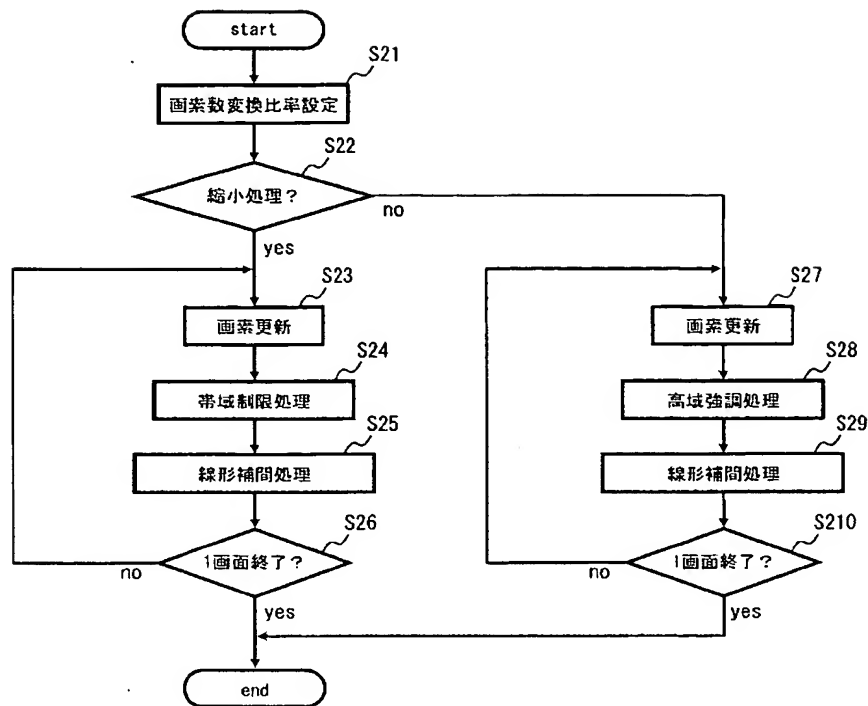 start
S21
画素数変換比率設定
S22
縮小処理?
no
yes
S23
画素更新
S24
帯域制限処理
S25
線形補間処理
S26
1画面終了?
no
yes
S27
画素更新
S28
高域強調処理
S29
線形補間処理
S210
1画面終了?
no
yes
end